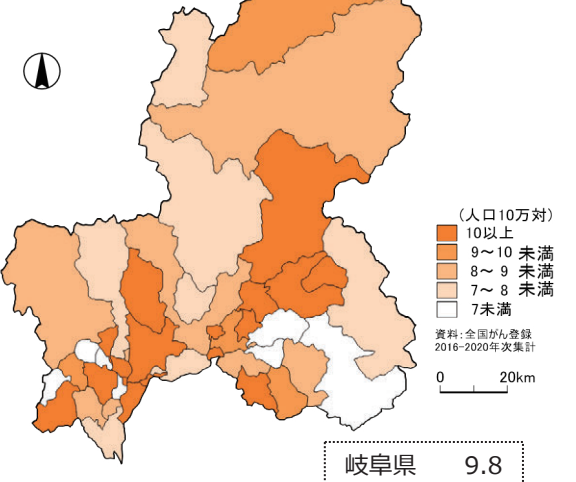 (人口10万対)
10以上
9～10 未満
8～ 9 未満
7～ 8 未満
7未満
資料:全国がん登録
2016-2020年次集計
0 20km
岐阜県 9.8